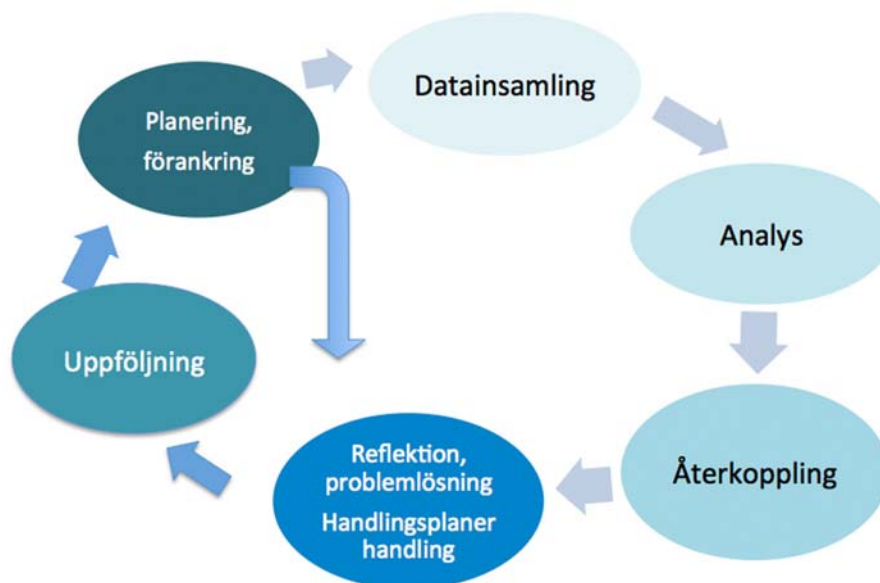 Planering,
förankring
Datainsamling
Analys
Återkoppling
Reflektion,
problemlösning
Handlingsplaner
handling
Uppföljning